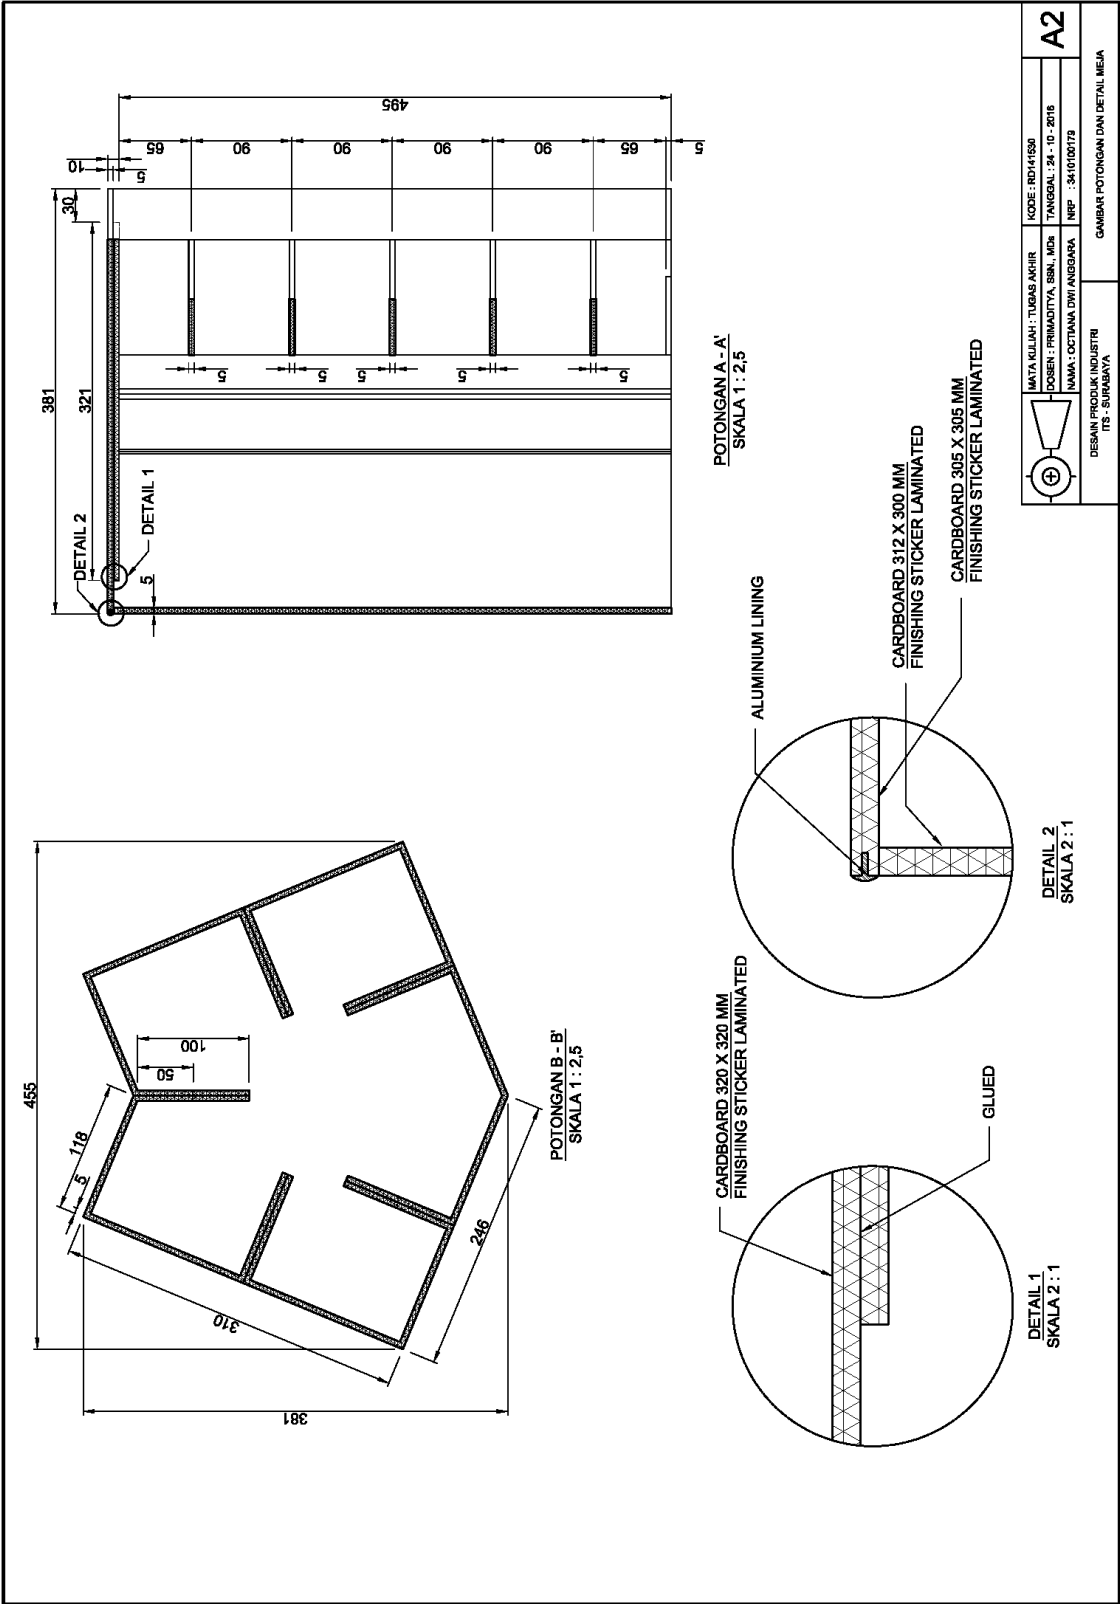 455
118
5
310
381
246
100
50
POTONGAN B - B'
SKALA 1 : 2,5
381
321
30
10
5
DETAIL 2
DETAIL 1
5
65
90
90
90
90
65
5
495
5
5
5
5
5
POTONGAN A - A'
SKALA 1 : 2,5
CARDBOARD 320 X 320 MM
FINISHING STICKER LAMINATED
GLUED
DETAIL 1
SKALA 2 : 1
ALUMINIUM LINING
CARDBOARD 312 X 300 MM
FINISHING STICKER LAMINATED
CARDBOARD 305 X 305 MM
FINISHING STICKER LAMINATED
DETAIL 2
SKALA 2 : 1
MATA KULIAH : TUGAS AKHIR
KODE : RD141530
A2
DOSEN : PRIMADITYA, SSN., MDs
TANGGAL : 24 - 10 - 2016
NAMA : OCTIANA DWI ANGGARA
NRP : 3410100179
DESAIN PRODUK INDUSTRI
ITS - SURABAYA
GAMBAR POTONGAN DAN DETAIL MEJA